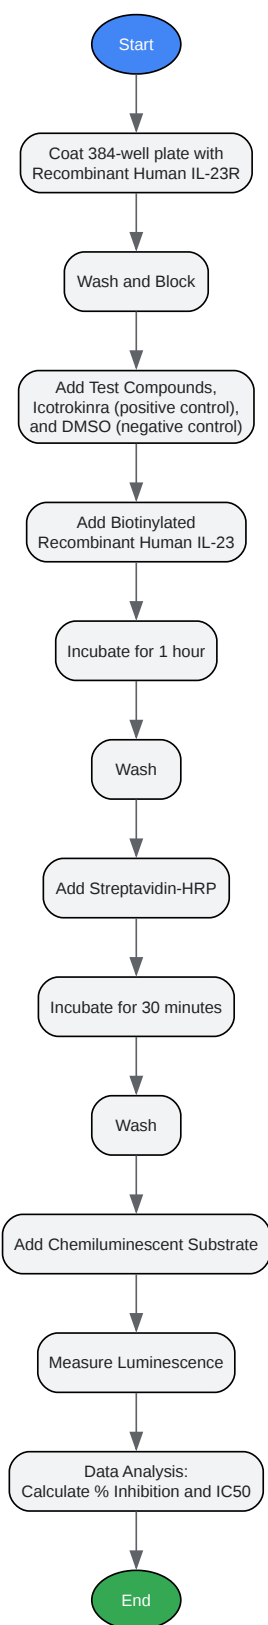 Start
Coat 384-well plate with
Recombinant Human IL-23R
Wash and Block
Add Test Compounds,
Icotrokinra (positive control),
and DMSO (negative control)
Add Biotinylated
Recombinant Human IL-23
Incubate for 1 hour
Wash
Add Streptavidin-HRP
Incubate for 30 minutes
Wash
Add Chemiluminescent Substrate
Measure Luminescence
Data Analysis:
Calculate % Inhibition and IC50
End